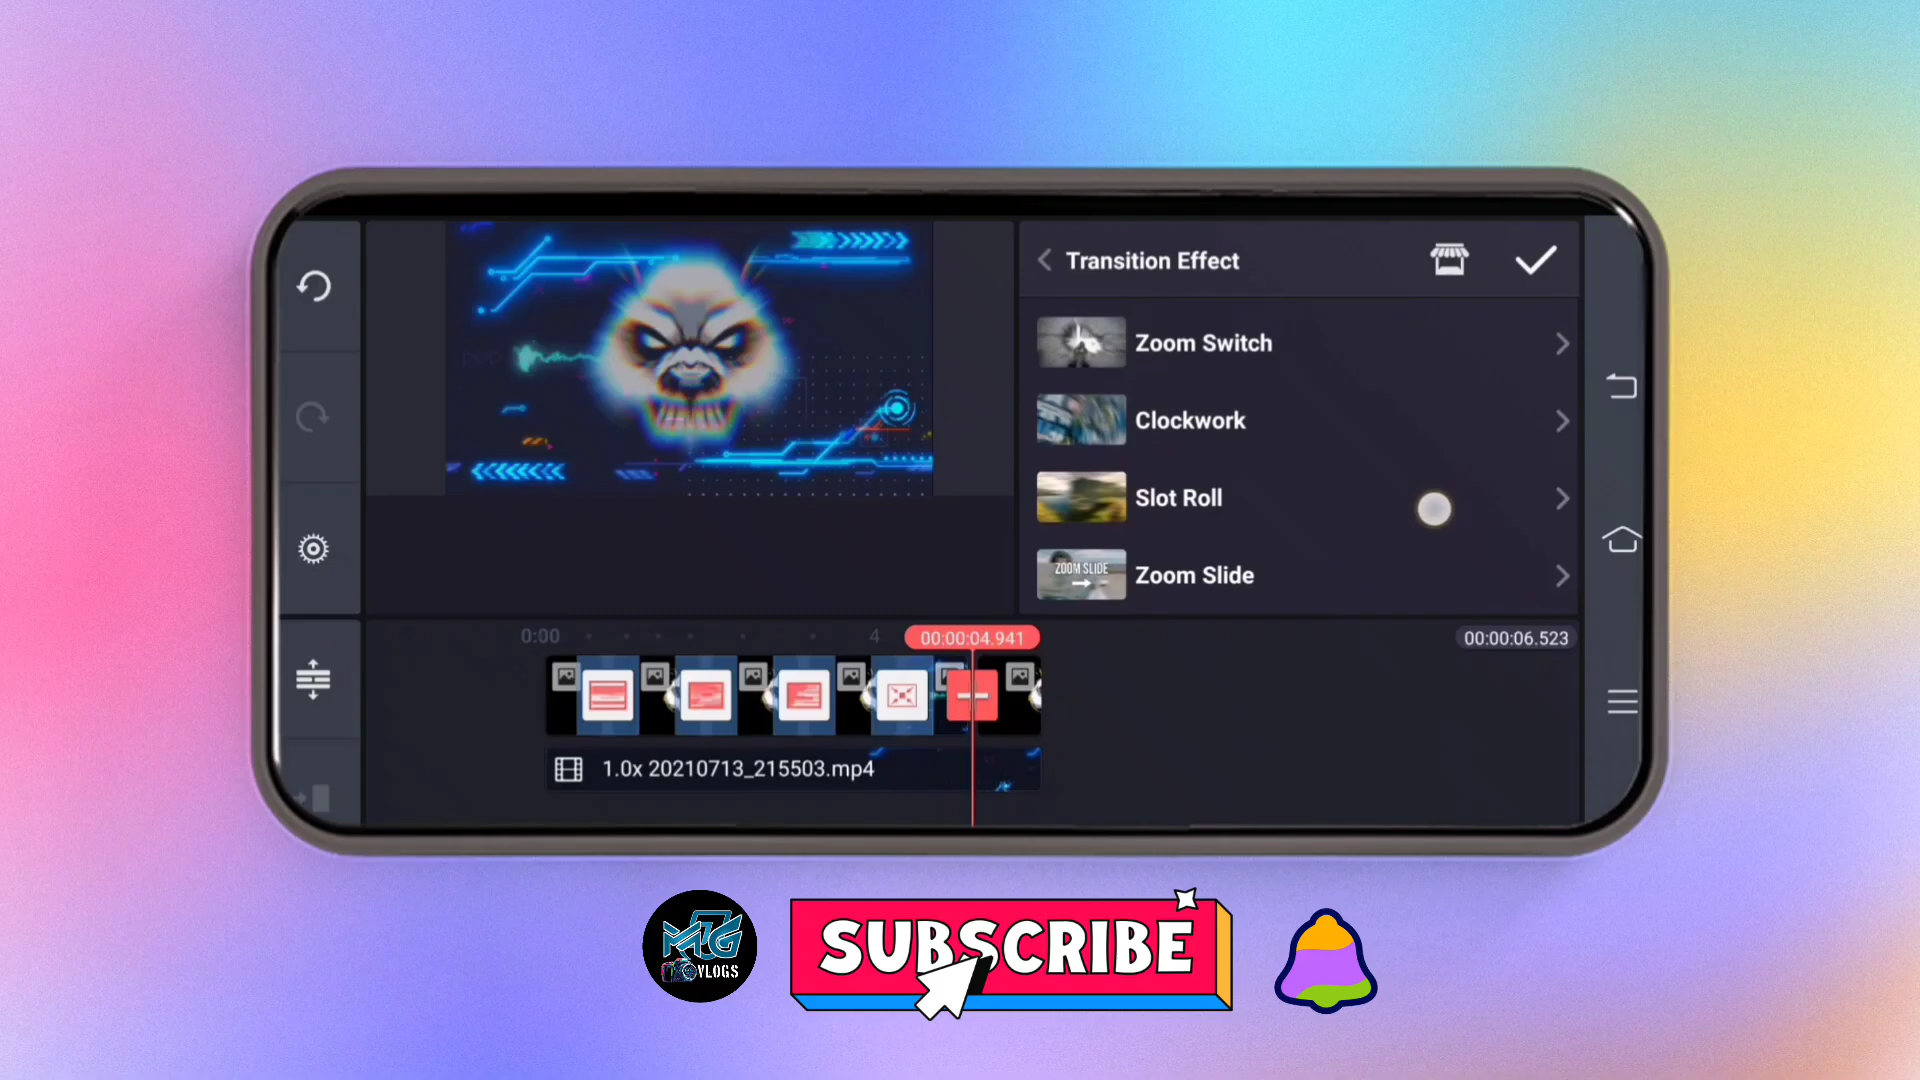 Transition Effect
Zoom Switch
Clockwork
Slot Roll
ZOOM SLIDE
Zoom Slide
0:00
4
00:00:04.941
00:00:06.523
1.0x 20210713_215503.mp4
MJG
VLOGS
SUBSCRIBE